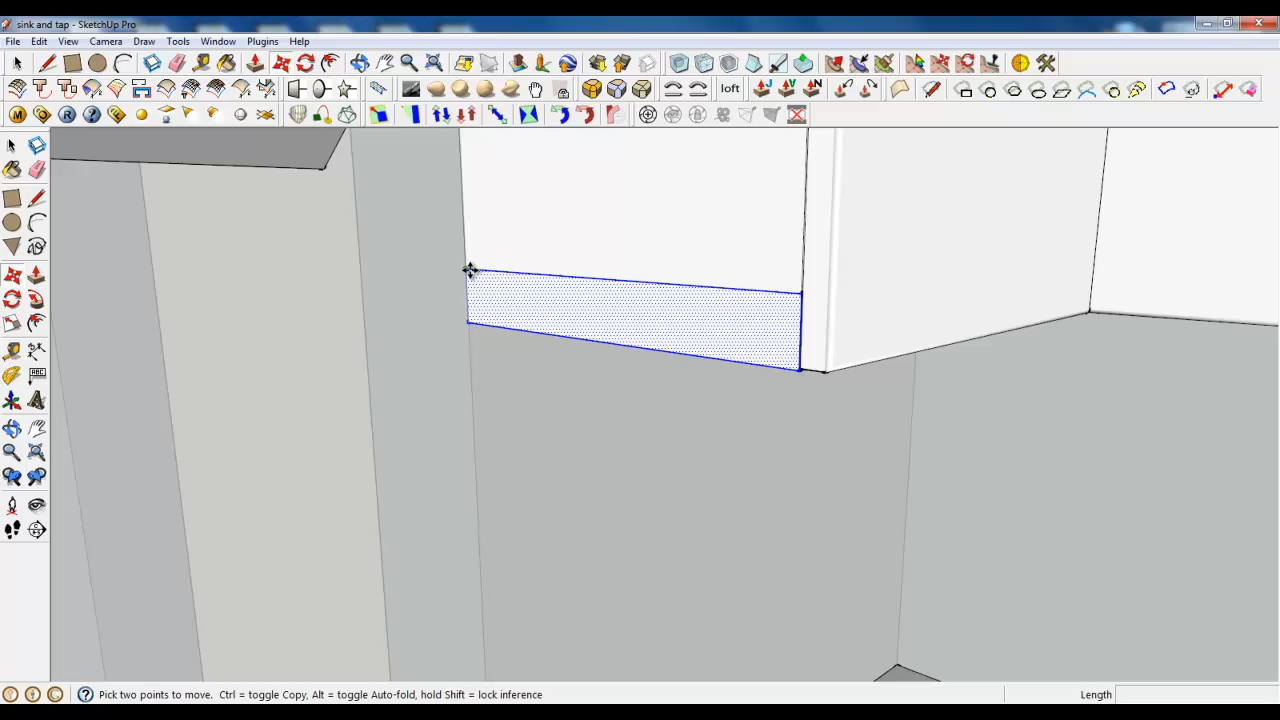 sink and tap - SketchUp Pro
File Edit View Camera Draw Tools Window Plugins Help
loft
Pick two points to move. Ctrl = toggle Copy, Alt = toggle Auto-fold, hold Shift = lock inference
Length